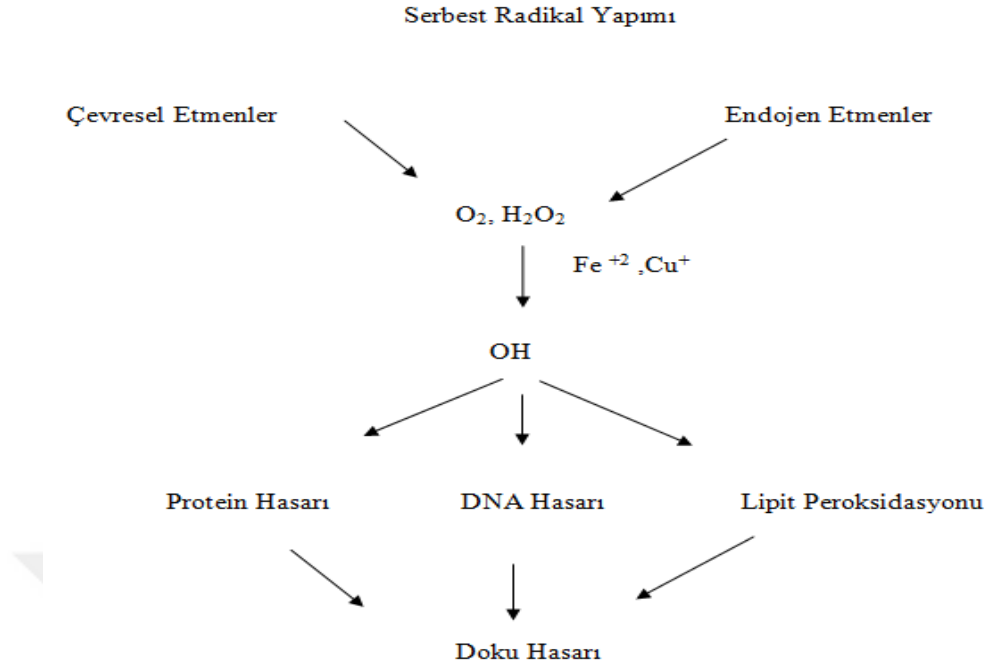 Serbest Radikal Yapımı
Çevresel Etmenler Endojen Etmenler
O₂, H₂O₂
Fe ⁺² ,Cu⁺
OH
Protein Hasarı DNA Hasarı Lipit Peroksidasyonu
Doku Hasarı